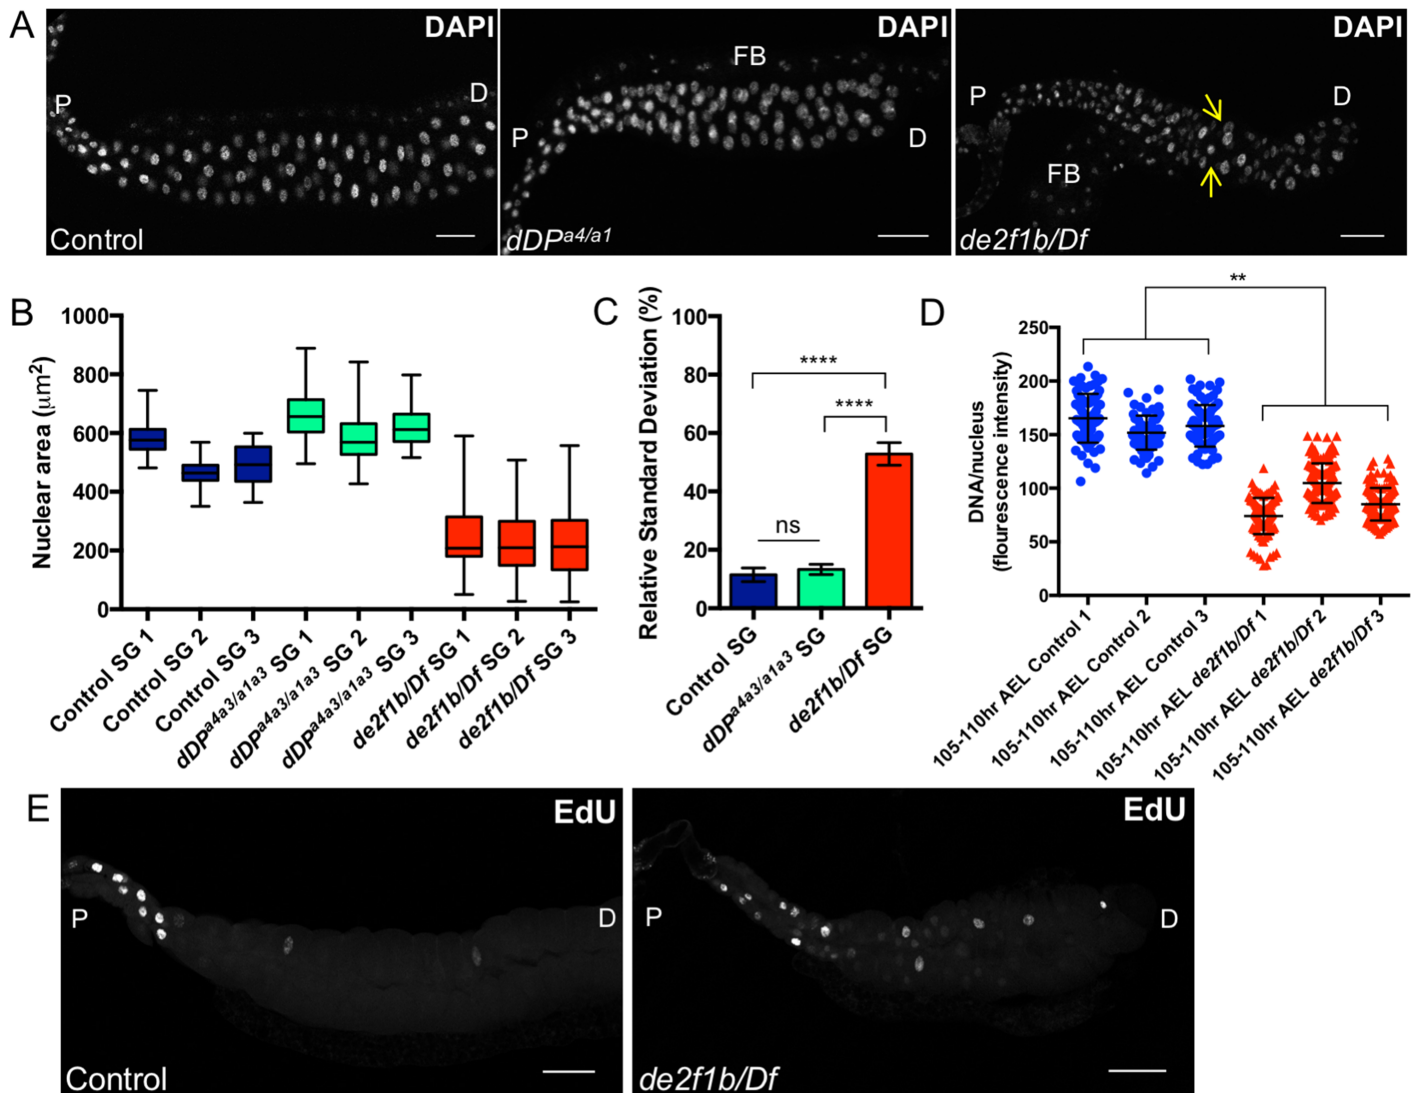 A
DAPI
P
D
Control
DAPI
FB
P
D
dDPa4/a1
DAPI
P
D
FB
de2f1b/Df
B
Nuclear area (µm2)
1000
800
600
400
200
0
Control SG 1
Control SG 2
Control SG 3
dDPa4a3/a1a3 SG 1
dDPa4a3/a1a3 SG 2
dDPa4a3/a1a3 SG 3
de2f1b/Df SG 1
de2f1b/Df SG 2
de2f1b/Df SG 3
C
Relative Standard Deviation (%)
100
80
60
40
20
0
****
****
ns
Control SG
dDPa4a3/a1a3 SG
de2f1b/Df SG
D
DNA/nucleus
(flourescence intensity)
250
200
150
100
50
0
**
105-110hr AEL Control 1
105-110hr AEL Control 2
105-110hr AEL Control 3
105-110hr AEL de2f1b/Df 1
105-110hr AEL de2f1b/Df 2
105-110hr AEL de2f1b/Df 3
E
EdU
P
D
Control
EdU
P
D
de2f1b/Df